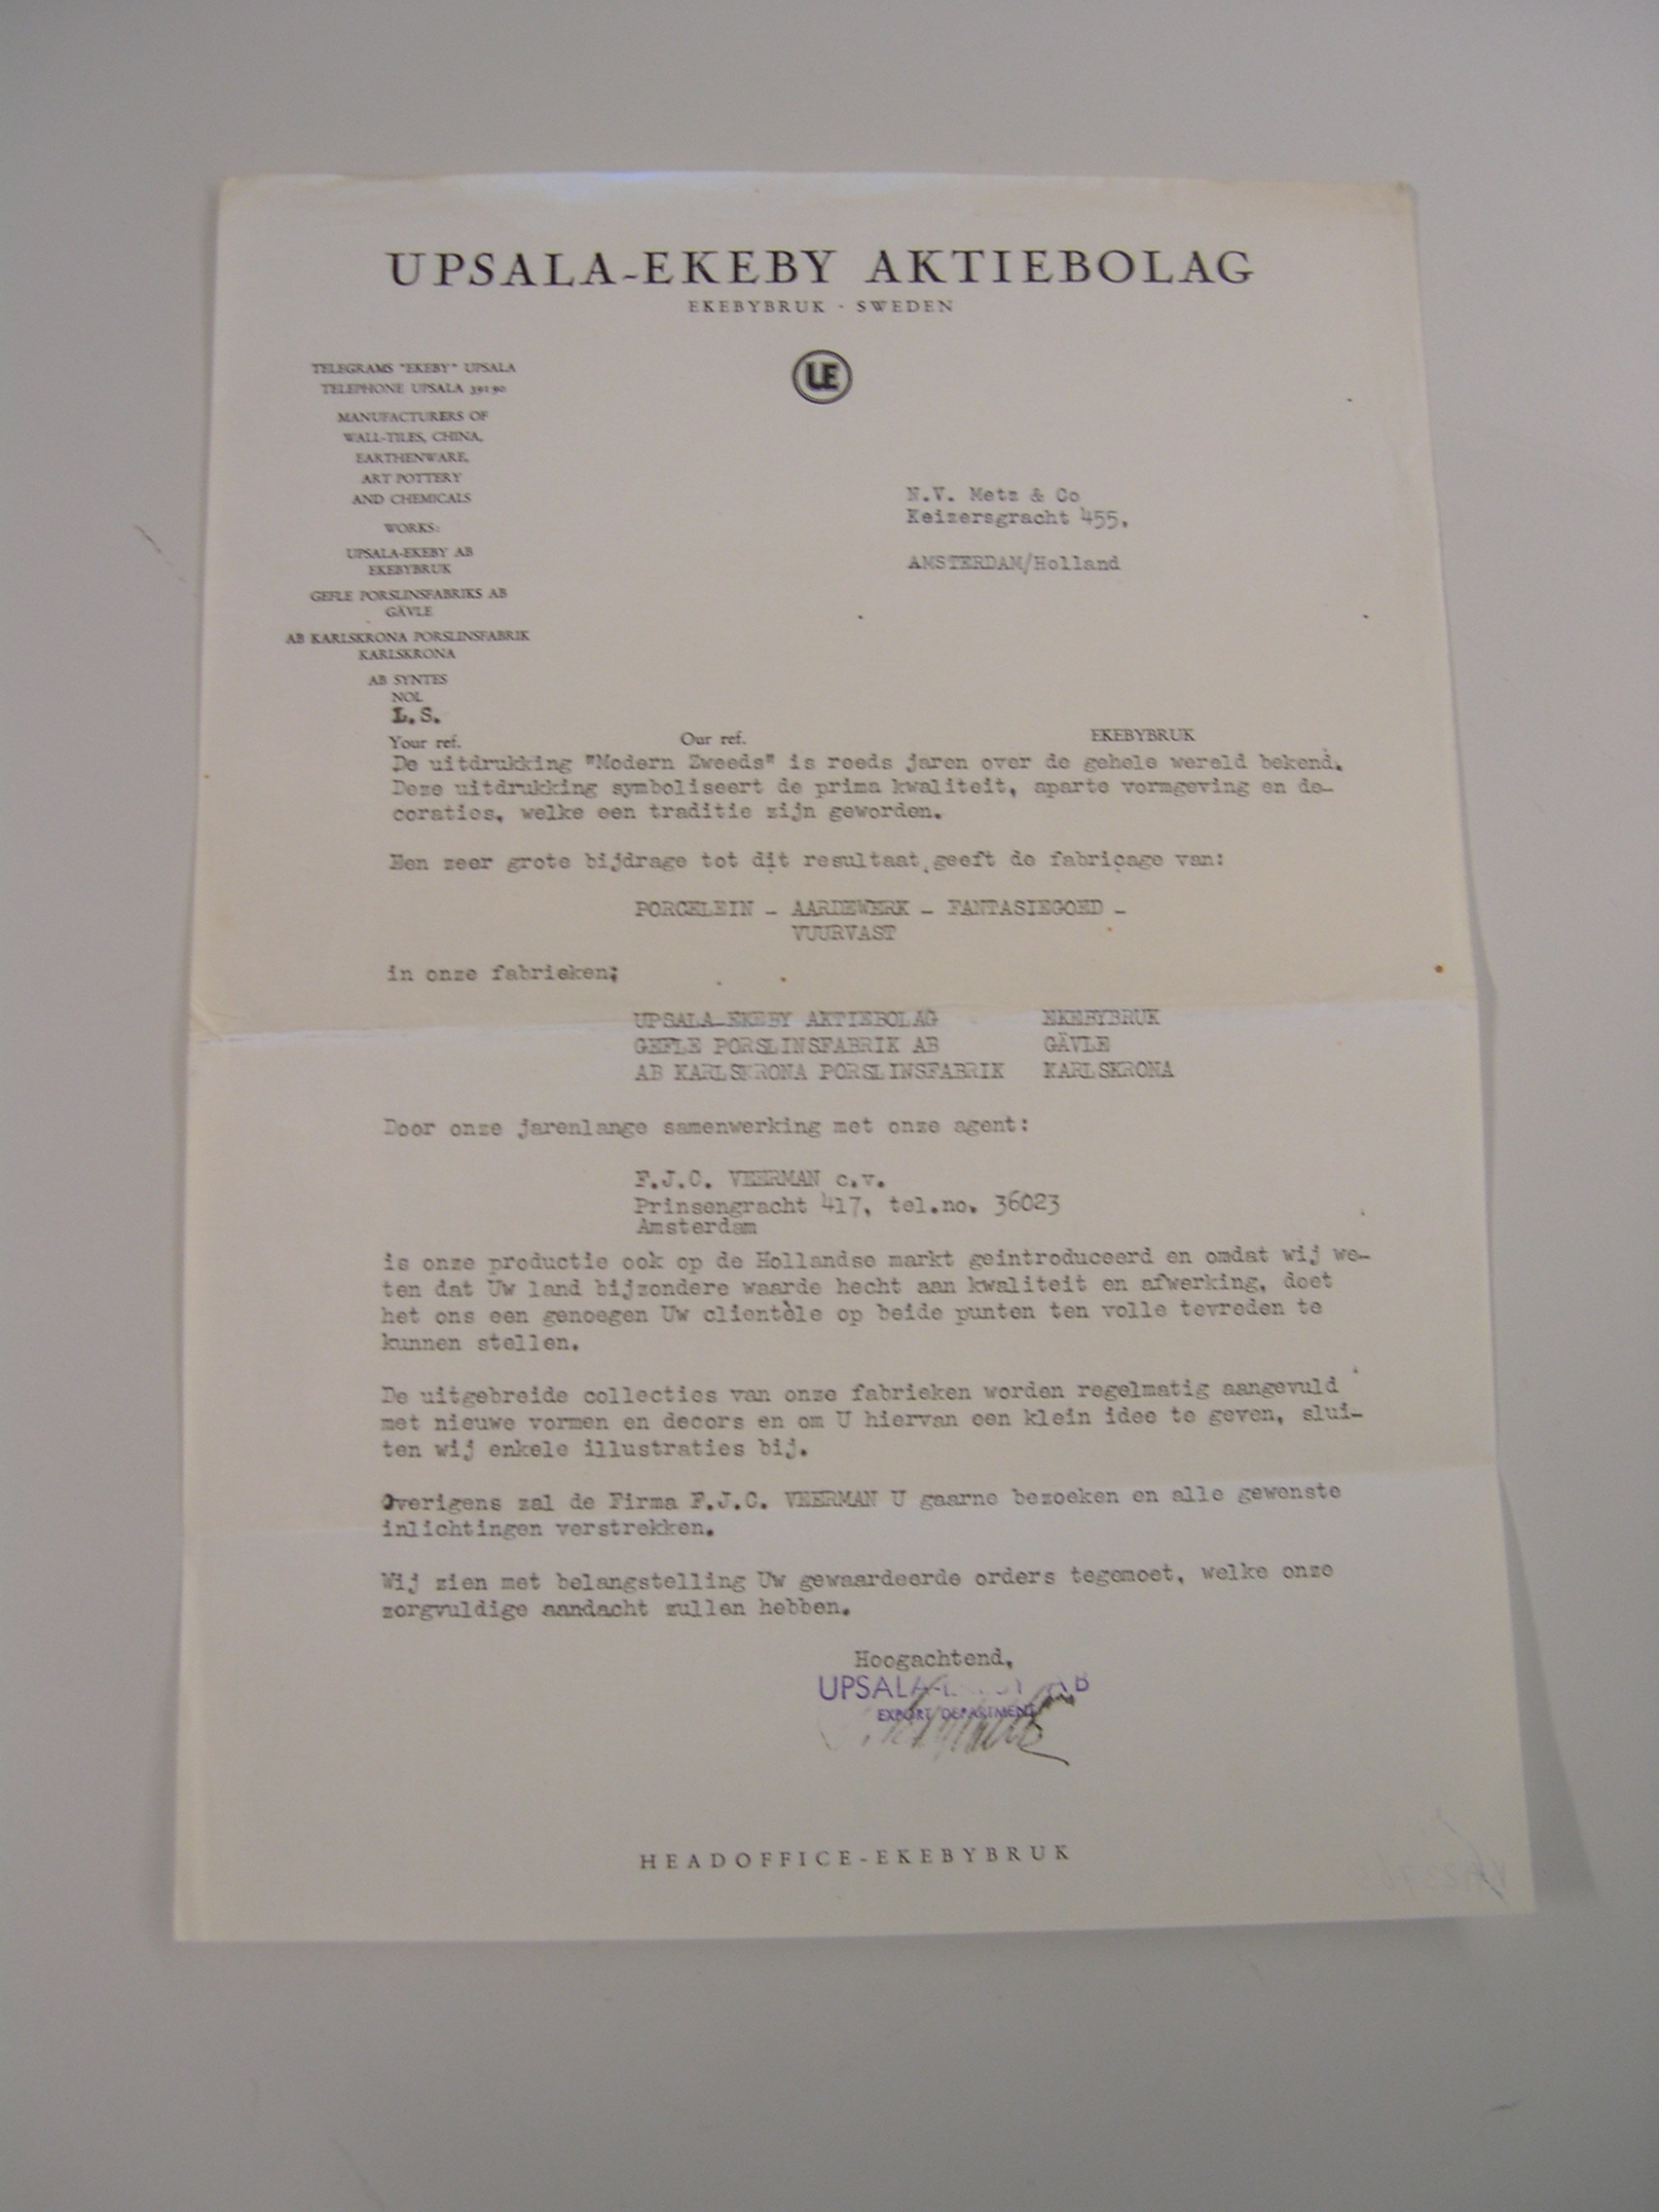 UPSALA-EKEBY AKTIEBOLAG
EKEBYBRUK · SWEDEN
UE
TELEGRAMS "EKEBY" UPSALA
TELEPHONE UPSALA 39190
MANUFACTURERS OF
WALL-TILES, CHINA,
EARTHENWARE,
ART POTTERY
AND CHEMICALS
WORKS:
UPSALA-EKEBY AB
EKEBYBRUK
GEFLE PORSLINSFABRIKS AB
GÄVLE
AB KARLSKRONA PORSLINSFABRIK
KARLSKRONA
AB SYNTES
NOL
N.V. Metz & Co
Keizersgracht 455,
AMSTERDAM/Holland
L.S.
Your ref. Our ref. EKEBYBRUK
De uitdrukking "Modern Zweeds" is reeds jaren over de gehele wereld bekend.
Deze uitdrukking symboliseert de prima kwaliteit, aparte vormgeving en de-
coraties, welke een traditie zijn geworden.
Een zeer grote bijdrage tot dit resultaat geeft de fabricage van:
PORCELEIN - AARDEWERK - FANTASIEGOED -
VUURVAST
in onze fabrieken;
UPSALA-EKEBY AKTIEBOLAG EKEBYBRUK
GEFLE PORSLINSFABRIK AB GÄVLE
AB KARLSKRONA PORSLINSFABRIK KARLSKRONA
Door onze jarenlange samenwerking met onze agent:
F.J.C. VEERMAN c.v.
Prinsengracht 417, tel.no. 36023
Amsterdam
is onze productie ook op de Hollandse markt geintroduceerd en omdat wij we-
ten dat Uw land bijzondere waarde hecht aan kwaliteit en afwerking, doet
het ons een genoegen Uw clientèle op beide punten ten volle tevreden te
kunnen stellen.
De uitgebreide collecties van onze fabrieken worden regelmatig aangevuld
met nieuwe vormen en decors en om U hiervan een klein idee te geven, slui-
ten wij enkele illustraties bij.
Overigens zal de Firma F.J.C. VEERMAN U gaarne bezoeken en alle gewenste
inlichtingen verstrekken.
Wij zien met belangstelling Uw gewaardeerde orders tegemoet, welke onze
zorgvuldige aandacht zullen hebben.
Hoogachtend,
EXPORT DEPARTMENT
HEADOFFICE-EKEBYBRUK